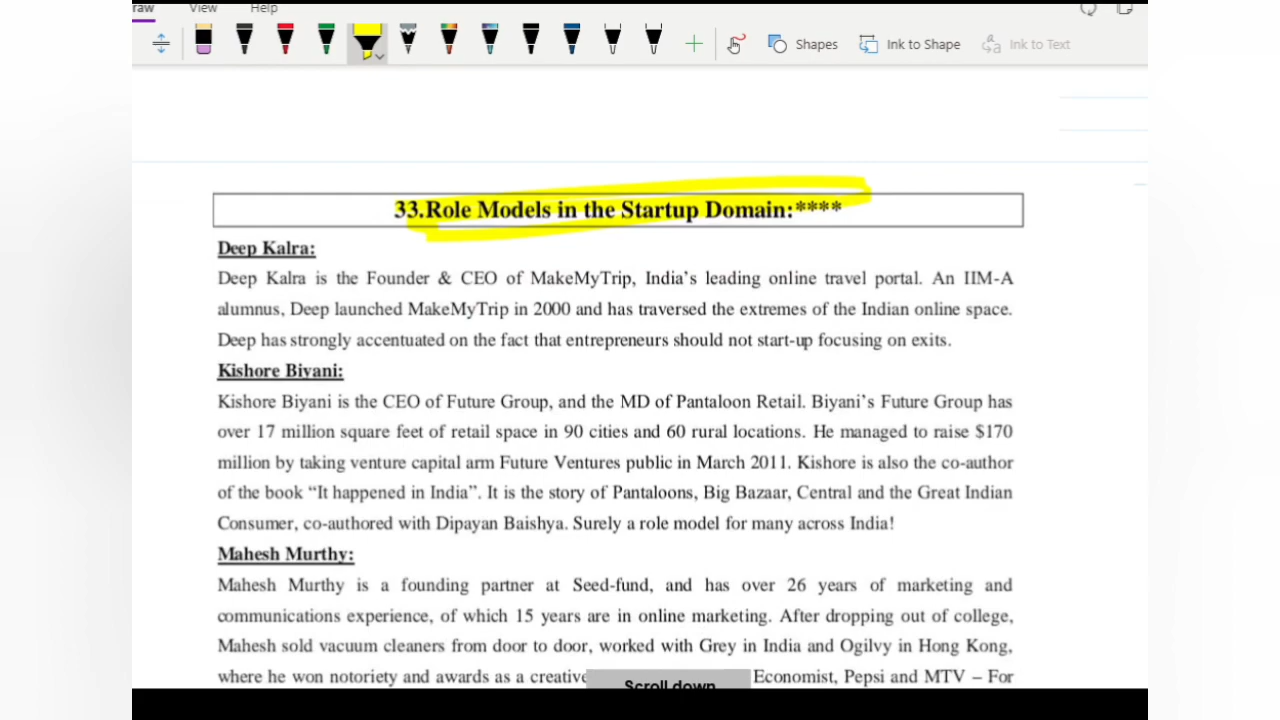 raw View Help
Shapes Ink to Shape Ink to Text
33.Role Models in the Startup Domain:****
Deep Kalra:
Deep Kalra is the Founder & CEO of MakeMyTrip, India's leading online travel portal. An IIM-A
alumnus, Deep launched MakeMyTrip in 2000 and has traversed the extremes of the Indian online space.
Deep has strongly accentuated on the fact that entrepreneurs should not start-up focusing on exits.
Kishore Biyani:
Kishore Biyani is the CEO of Future Group, and the MD of Pantaloon Retail. Biyani's Future Group has
over 17 million square feet of retail space in 90 cities and 60 rural locations. He managed to raise $170
million by taking venture capital arm Future Ventures public in March 2011. Kishore is also the co-author
of the book “It happened in India”. It is the story of Pantaloons, Big Bazaar, Central and the Great Indian
Consumer, co-authored with Dipayan Baishya. Surely a role model for many across India!
Mahesh Murthy:
Mahesh Murthy is a founding partner at Seed-fund, and has over 26 years of marketing and
communications experience, of which 15 years are in online marketing. After dropping out of college,
Mahesh sold vacuum cleaners from door to door, worked with Grey in India and Ogilvy in Hong Kong,
where he won notoriety and awards as a creative Economist, Pepsi and MTV – For
Scroll down